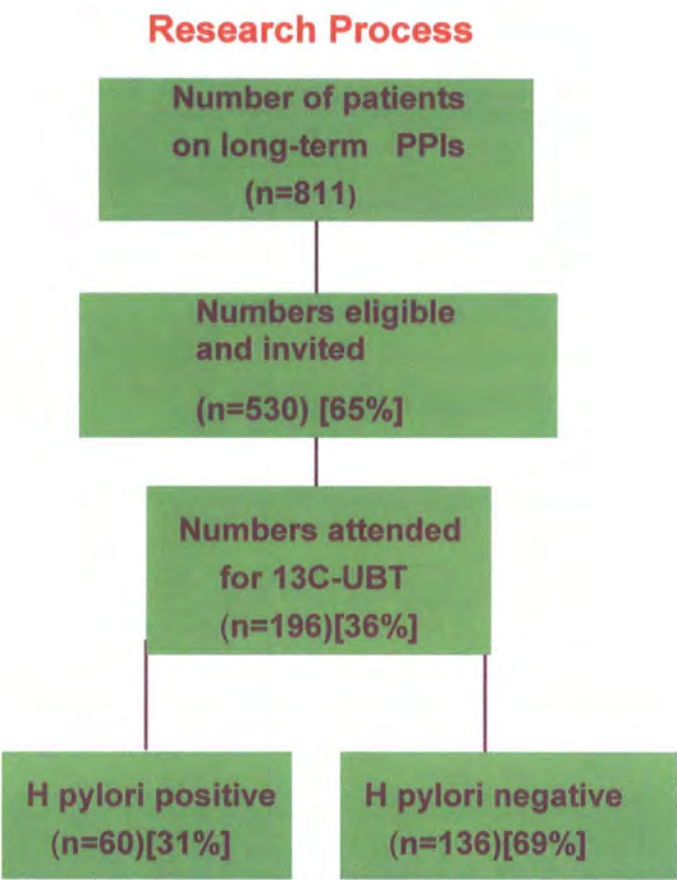 Research Process
Number of patients
on long-term PPIs
(n=811)
Numbers eligible
and invited
(n=530) [65%]
Numbers attended
for 13C-UBT
(n=196)[36%]
H pylori positive
(n=60)[31%]
H pylori negative
(n=136)[69%]